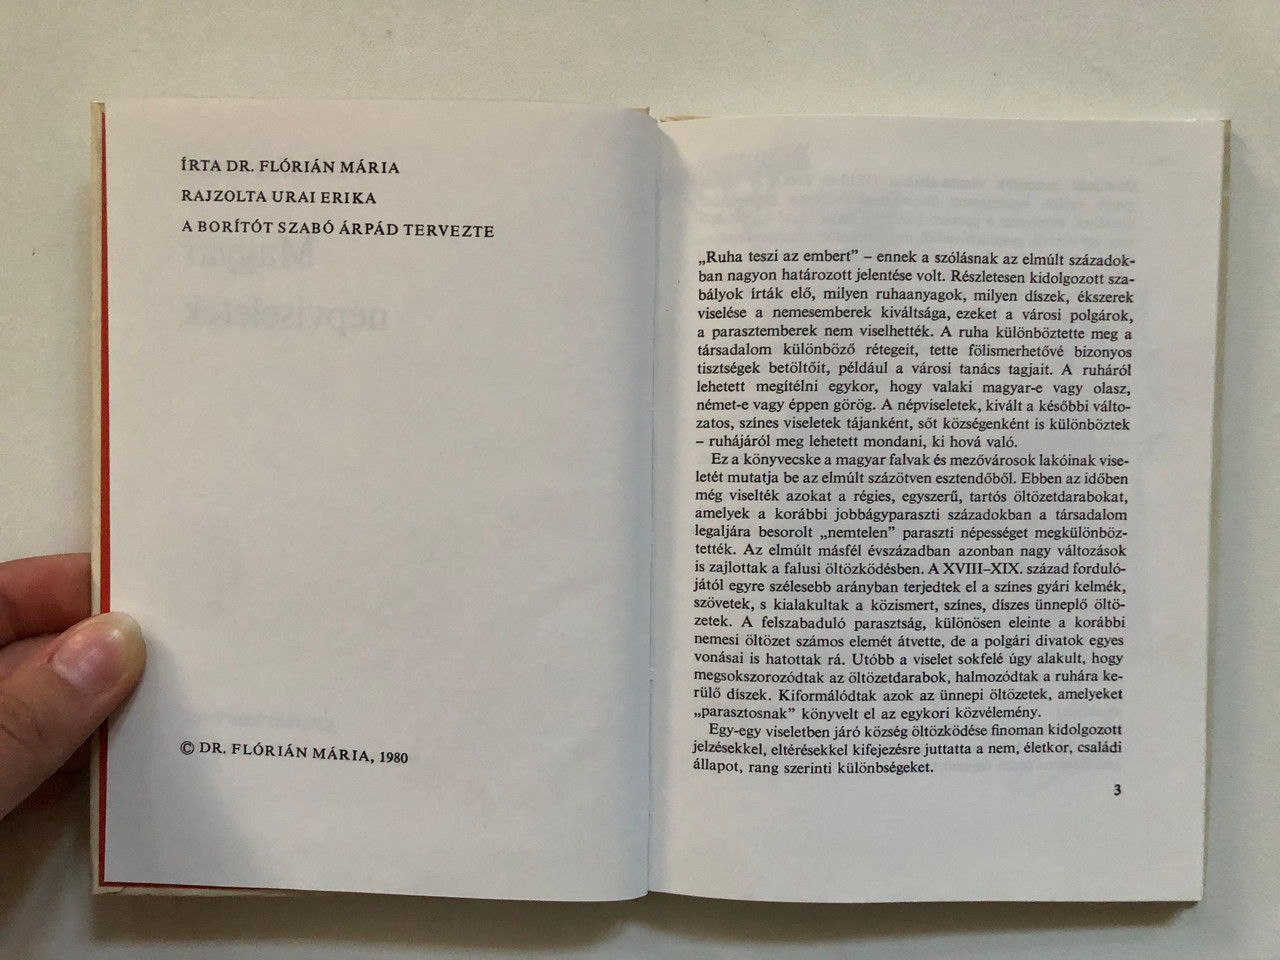 ÍRTA DR. FLÓRIÁN MÁRIA
RAJZOLTA URAI ERIKA
A BORÍTÓT SZABÓ ÁRPÁD TERVEZTE
© DR. FLÓRIÁN MÁRIA, 1980
„Ruha teszi az embert” – ennek a szólásnak az elmúlt századok-
ban nagyon határozott jelentése volt. Részletesen kidolgozott sza-
bályok írták elő, milyen ruhaanyagok, milyen díszek, ékszerek
viselése a nemesemberek kiváltsága, ezeket a városi polgárok,
a parasztemberek nem viselhették. A ruha különböztette meg a
társadalom különböző rétegeit, tette fölismerhetővé bizonyos
tisztségek betöltőit, például a városi tanács tagjait. A ruháról
lehetett megítélni egykor, hogy valaki magyar-e vagy olasz,
német-e vagy éppen görög. A népviseletek, kivált a későbbi válto-
zatos, színes viseletek tájanként, sőt községenként is különböztek
– ruhájáról meg lehetett mondani, ki hová való.
Ez a könyvecske a magyar falvak és mezővárosok lakóinak vise-
letét mutatja be az elmúlt százötven esztendőből. Ebben az időben
még viselték azokat a régies, egyszerű, tartós öltözetdarabokat,
amelyek a korábbi jobbágyparaszti századokban a társadalom
legaljára besorolt „nemtelen” paraszti népességet megkülönböz-
tették. Az elmúlt másfél évszázadban azonban nagy változások
is zajlottak a falusi öltözködésben. A XVIII–XIX. század forduló-
jától egyre szélesebb arányban terjedtek el a színes gyári kelmék,
szövetek, s kialakultak a közismert, színes, díszes ünneplő öltö-
zetek. A felszabaduló parasztság, különösen eleinte a korábbi
nemesi öltözet számos elemét átvette, de a polgári divatok egyes
vonásai is hatottak rá. Utóbb a viselet sokfelé úgy alakult, hogy
megsokszorozódtak az öltözetdarabok, halmozódtak a ruhára ke-
rülő díszek. Kiformálódtak azok az ünnepi öltözetek, amelyeket
„parasztosnak” könyvelt el az egykori közvélemény.
Egy-egy viseletben járó község öltözködése finoman kidolgozott
jelzésekkel, eltérésekkel kifejezésre juttatta a nem, életkor, családi
állapot, rang szerinti különbségeket.
3